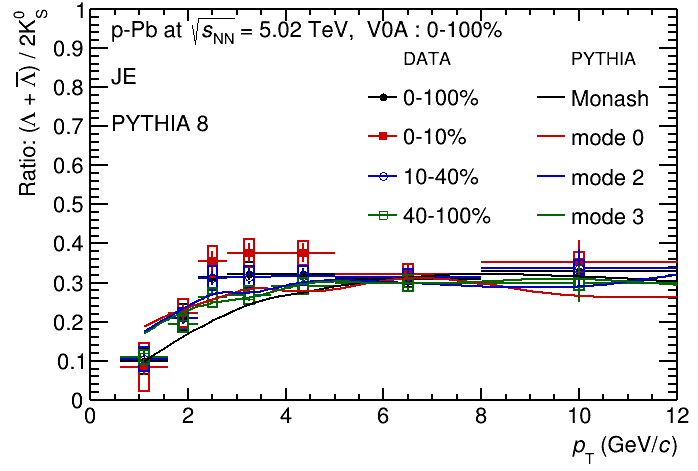 p-Pb at √sNN = 5.02 TeV, V0A : 0-100%
JE
PYTHIA 8
DATA PYTHIA
0-100% Monash
0-10% mode 0
10-40% mode 2
40-100% mode 3
Ratio: (Λ + Λ̅) / 2K⁰S
1
0.9
0.8
0.7
0.6
0.5
0.4
0.3
0.2
0.1
0
0 2 4 6 8 10 12
pT (GeV/c)